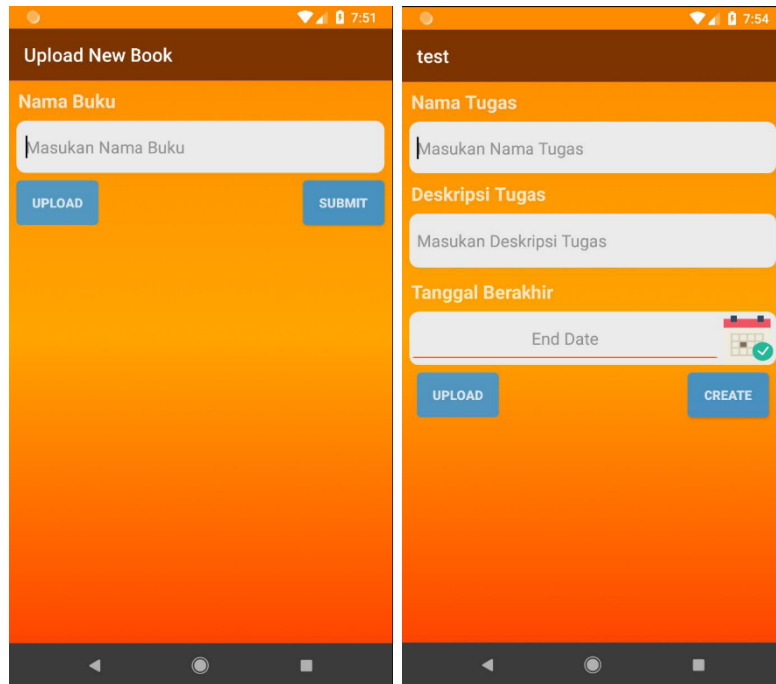 7:51
Upload New Book
Nama Buku
Masukan Nama Buku
UPLOAD SUBMIT
7:54
test
Nama Tugas
Masukan Nama Tugas
Deskripsi Tugas
Masukan Deskripsi Tugas
Tanggal Berakhir
End Date
UPLOAD CREATE